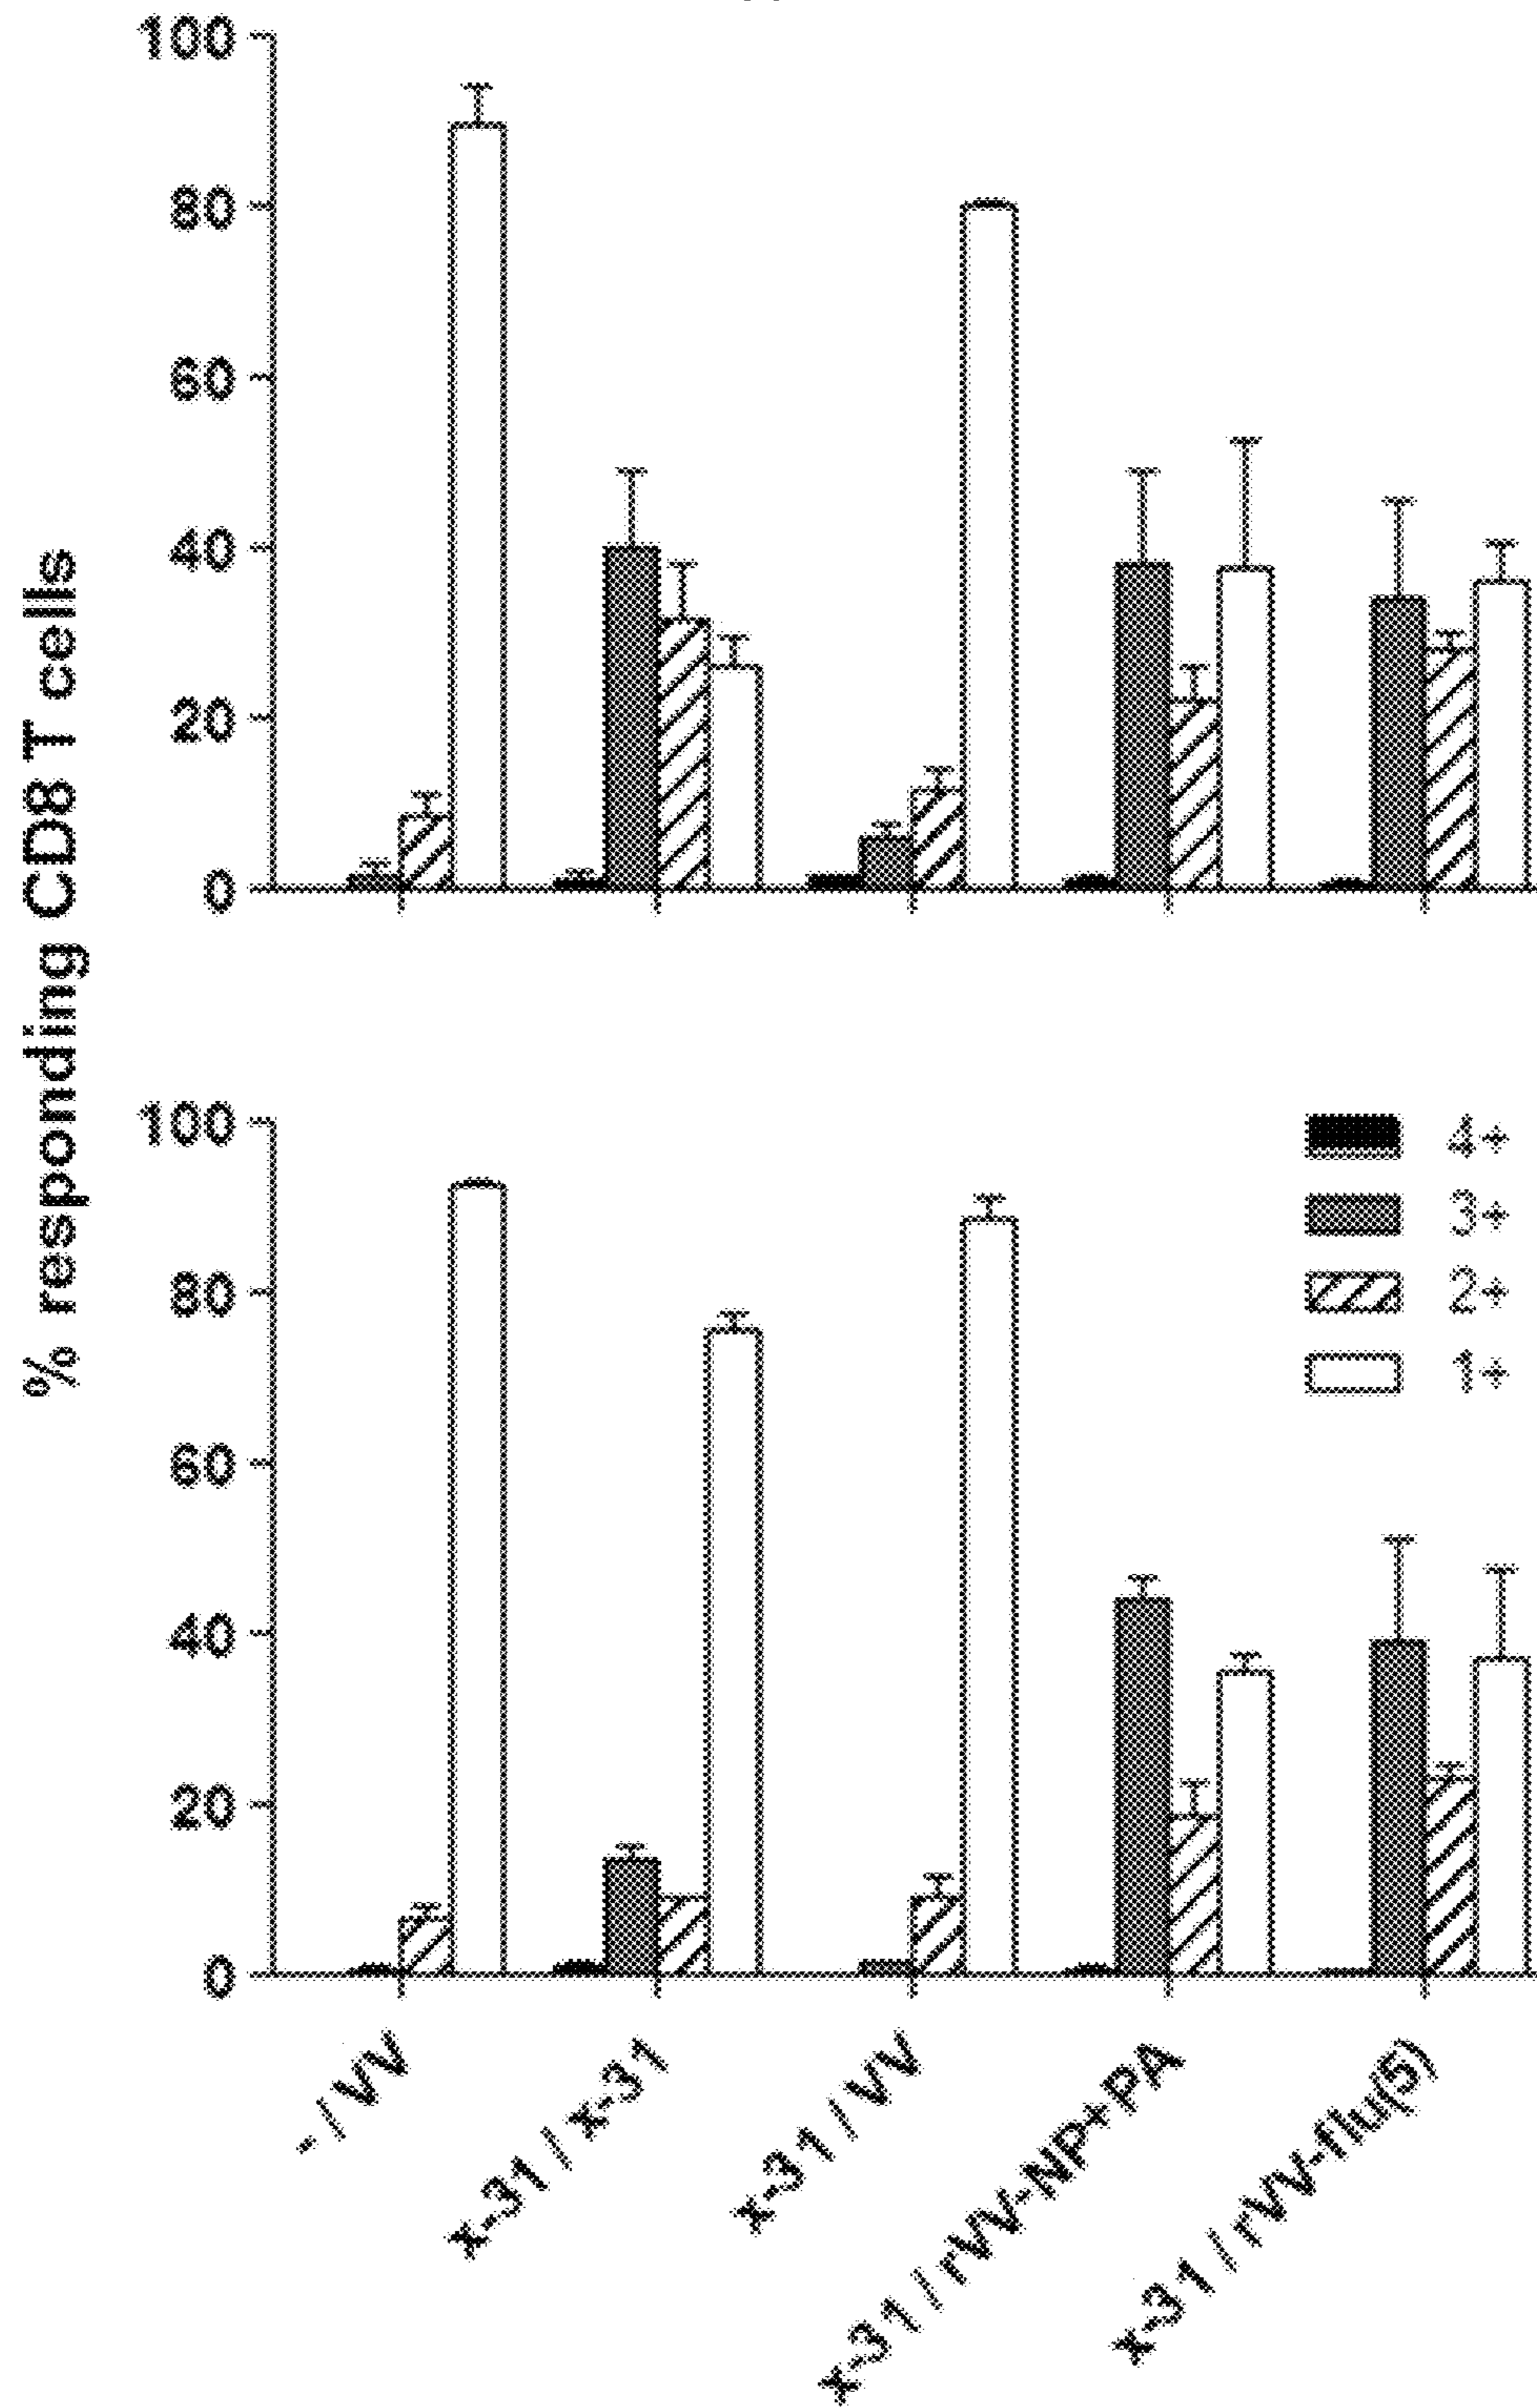 % responding CD8 T cells
100
80
60
40
20
0
100
80
60
40
20
0
4+
3+
2+
1+
- / VV
x-31 / x-31
x-31 / VV
x-31 / rVV-NP+PA
x-31 / rVV-flu(5)